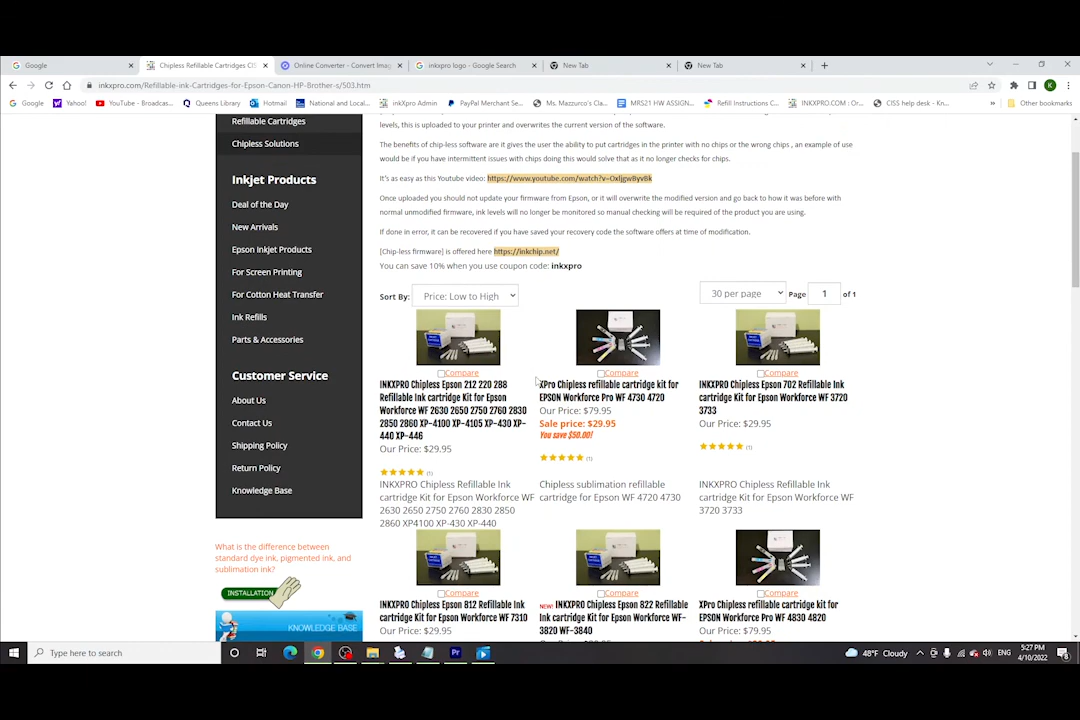 Google
Chipless Refillable Cartridges CIS
Online Converter - Convert Imag
inkxpro logo - Google Search
New Tab
New Tab
inkxpro.com/Refillable-ink-Cartridges-for-Epson-Canon-HP-Brother-s/503.htm
Google
Yahoo!
YouTube - Broadcas...
Queens Library
Hotmail
National and Local...
inkXpro Admin
PayPal Merchant Se...
Ms. Mazzurco's Cla...
MRS21 HW ASSIGN...
Refill Instructions C...
INKXPRO.COM : Or...
CISS help desk - Kn...
»
Other bookmarks
Refillable Cartridges
Chipless Solutions
Inkjet Products
Deal of the Day
New Arrivals
Epson Inkjet Products
For Screen Printing
For Cotton Heat Transfer
Ink Refills
Parts & Accessories
Customer Service
About Us
Contact Us
Shipping Policy
Return Policy
Knowledge Base
What is the difference between
standard dye ink, pigmented ink, and
sublimation ink?
INSTALLATION
KNOWLEDGE BASE
levels, this is uploaded to your printer and overwrites the current version of the software.
The benefits of chip-less software are it gives the user the ability to put cartridges in the printer with no chips or the wrong chips , an example of use
would be if you have intermittent issues with chips doing this would solve that as it no longer checks for chips.
It's as easy as this Youtube video: https://www.youtube.com/watch?v=OxljgwByvBk
Once uploaded you should not update your firmware from Epson, or it will overwrite the modified version and go back to how it was before with
normal unmodified firmware, ink levels will no longer be monitored so manual checking will be required of the product you are using.
If done in error, it can be recovered if you have saved your recovery code the software offers at time of modification.
[Chip-less firmware] is offered here https://inkchip.net/
You can save 10% when you use coupon code: inkxpro
Sort By: Price: Low to High
30 per page Page 1 of 1
Compare
INKXPRO Chipless Epson 212 220 288
Refillable Ink cartridge Kit for Epson
Workforce WF 2630 2650 2750 2760 2830
2850 2860 XP-4100 XP-4105 XP-430 XP-
440 XP-446
Our Price: $29.95
(1)
INKXPRO Chipless Refillable Ink
cartridge Kit for Epson Workforce WF
2630 2650 2750 2760 2830 2850
2860 XP4100 XP-430 XP-440
Compare
XPro Chipless refillable cartridge kit for
EPSON Workforce Pro WF 4730 4720
Our Price: $79.95
Sale price: $29.95
You save $50.00!
(1)
Chipless sublimation refillable
cartridge for Epson WF 4720 4730
Compare
INKXPRO Chipless Epson 702 Refillable Ink
cartridge Kit for Epson Workforce WF 3720
3733
Our Price: $29.95
(1)
INKXPRO Chipless Refillable Ink
cartridge Kit for Epson Workforce WF
3720 3733
Compare
INKXPRO Chipless Epson 812 Refillable Ink
cartridge Kit for Epson Workforce WF 7310
Our Price: $29.95
Compare
NEW! INKXPRO Chipless Epson 822 Refillable
Ink cartridge Kit for Epson Workforce WF-
3820 WF-3840
Compare
XPro Chipless refillable cartridge kit for
EPSON Workforce Pro WF 4830 4820
Our Price: $79.95
Type here to search
48°F Cloudy
ENG
5:27 PM
4/10/2022